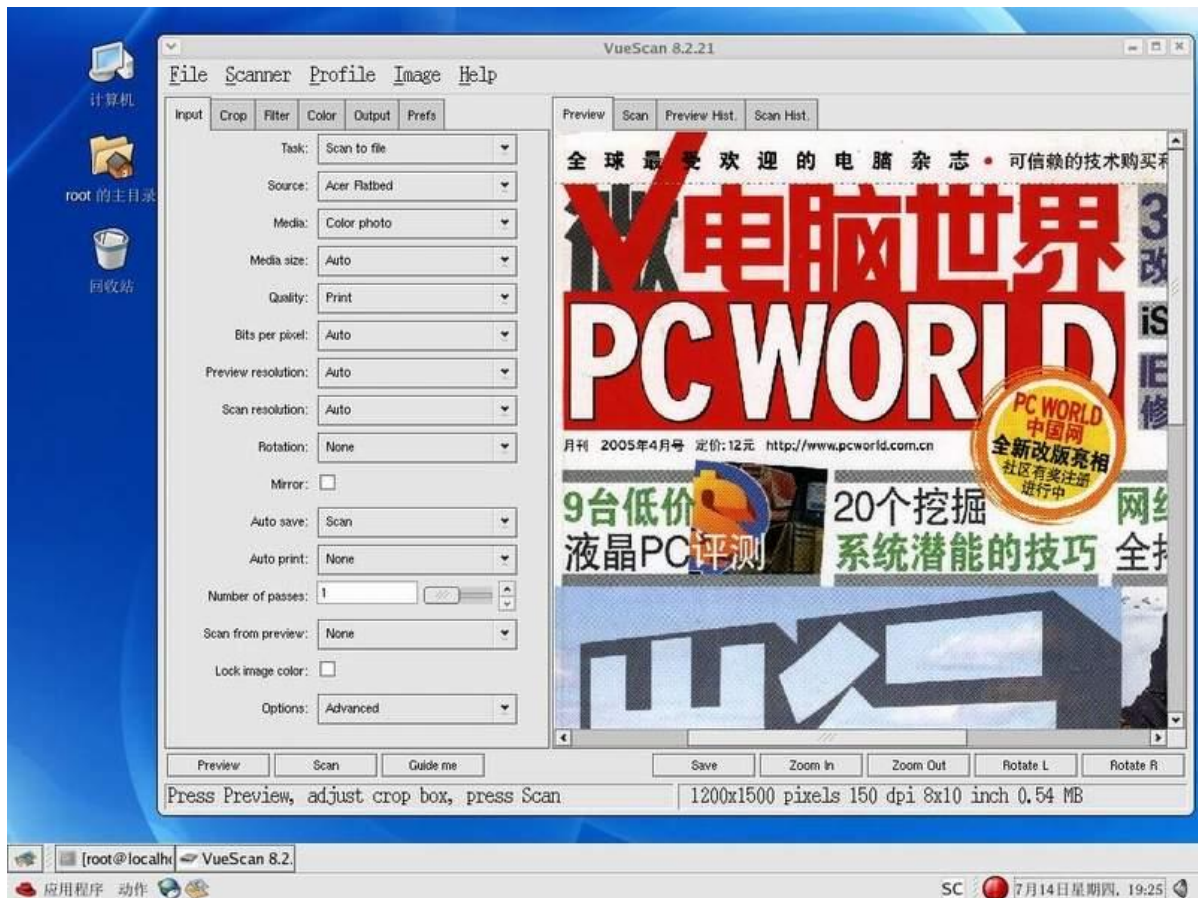 VueScan 8.2.21
File Scanner Profile Image Help
计算机
root 的主目录
回收站
Input Crop Filter Color Output Prefs
Task: Scan to file
Source: Acer Flatbed
Media: Color photo
Media size: Auto
Quality: Print
Bits per pixel: Auto
Preview resolution: Auto
Scan resolution: Auto
Rotation: None
Mirror:
Auto save: Scan
Auto print: None
Number of passes: 1
Scan from preview: None
Lock image color:
Options: Advanced
Preview Scan Guide me
Preview Scan Preview Hist. Scan Hist.
全球最受欢迎的电脑杂志 • 可信赖的技术购买
电脑世界
3
改
PC WORLD
iS
旧
修
PC WORLD
中国网
全新改版亮相
社区有奖注册
进行中
月刊 2005年4月号 定价:12元 http://www.pcworld.com.cn
9台低价
液晶PC评测
20个挖掘
系统潜能的技巧
网络
全
Save Zoom In Zoom Out Rotate L Rotate R
Press Preview, adjust crop box, press Scan
1200x1500 pixels 150 dpi 8x10 inch 0.54 MB
[root@localh VueScan 8.2.
应用程序 动作
SC 7月14日星期四, 19:25